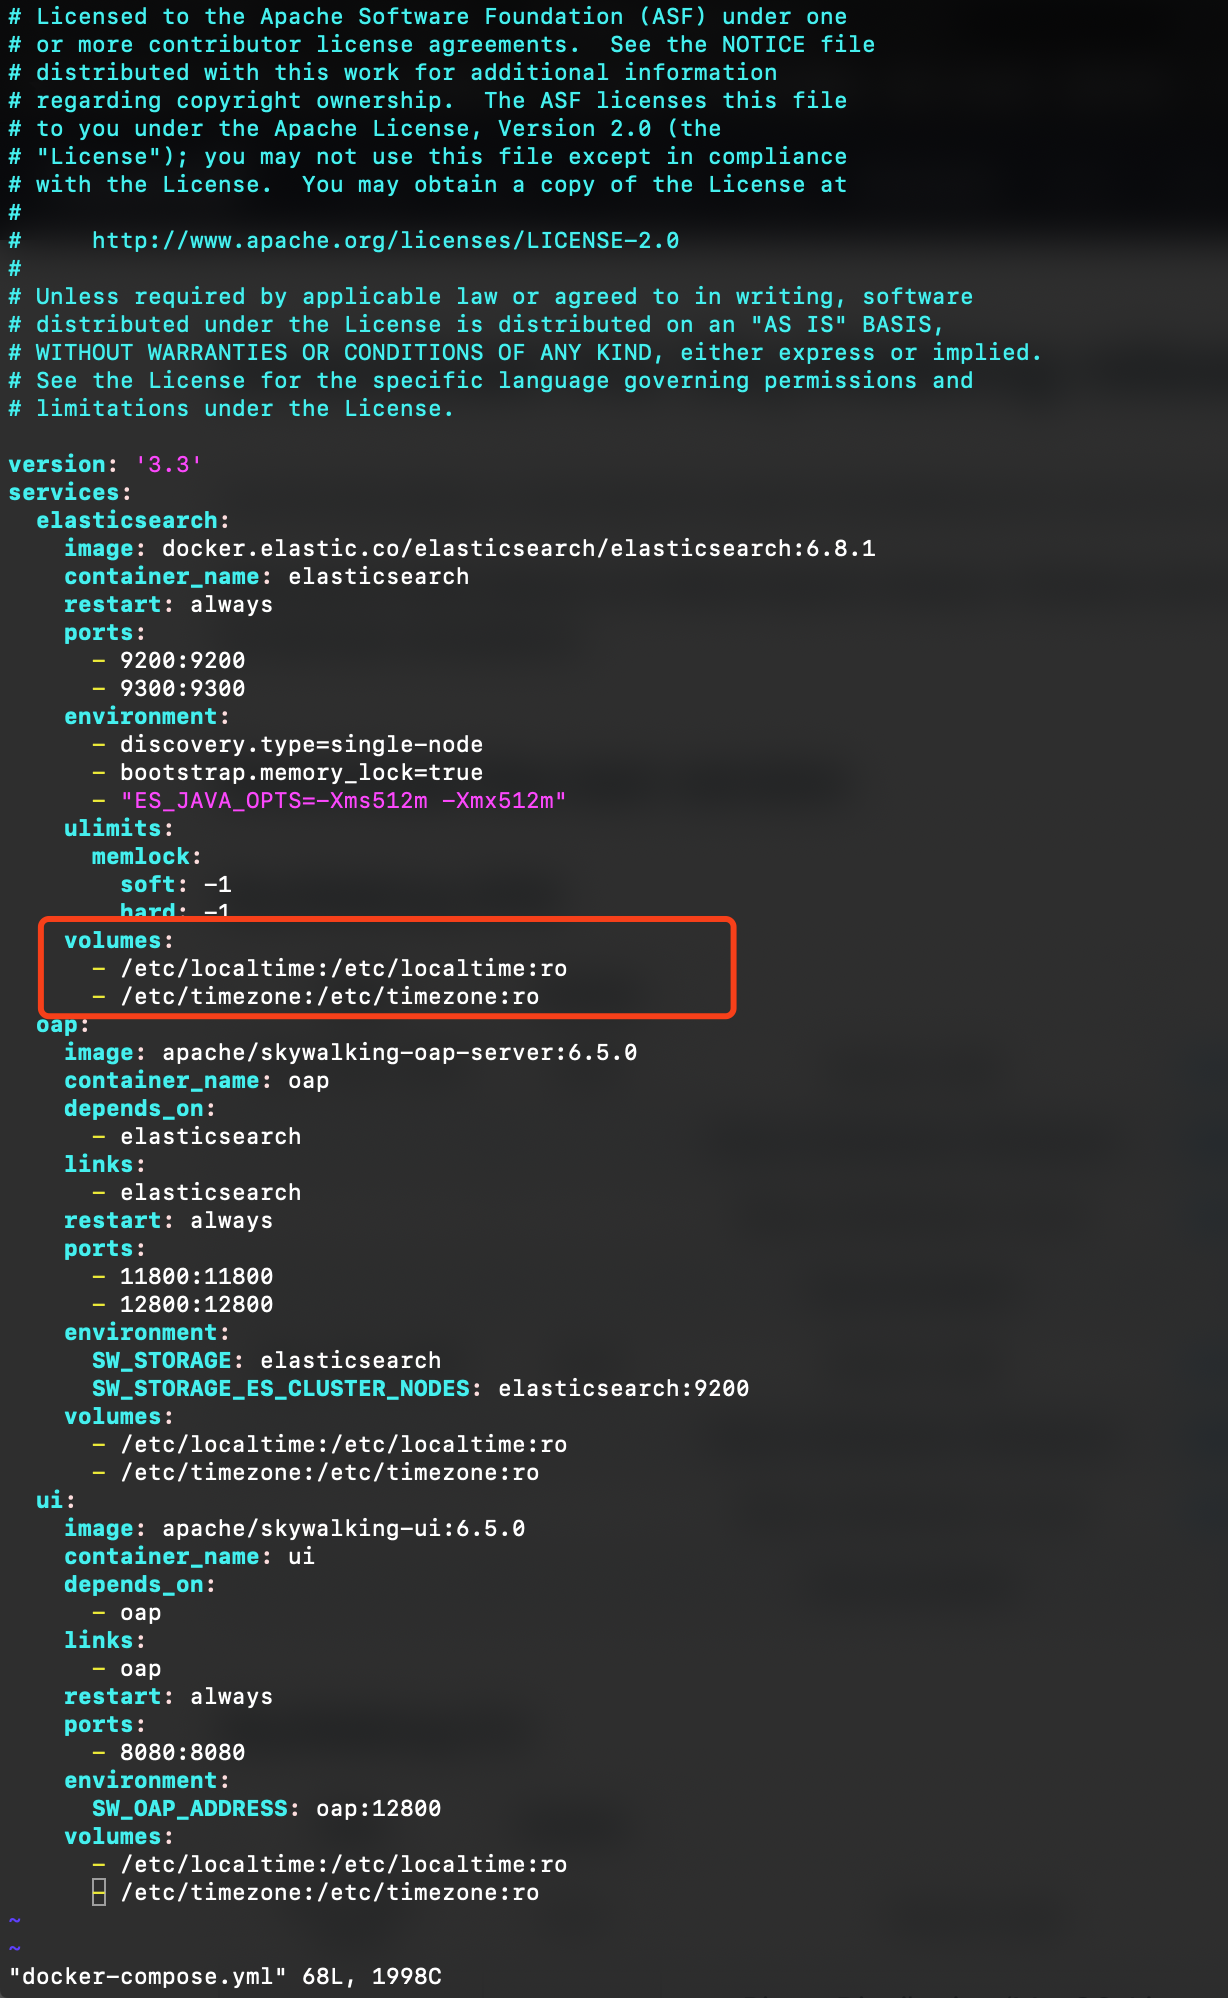 # Licensed to the Apache Software Foundation (ASF) under one
# or more contributor license agreements.  See the NOTICE file
# distributed with this work for additional information
# regarding copyright ownership.  The ASF licenses this file
# to you under the Apache License, Version 2.0 (the
# "License"); you may not use this file except in compliance
# with the License.  You may obtain a copy of the License at
#
#     http://www.apache.org/licenses/LICENSE-2.0
#
# Unless required by applicable law or agreed to in writing, software
# distributed under the License is distributed on an "AS IS" BASIS,
# WITHOUT WARRANTIES OR CONDITIONS OF ANY KIND, either express or implied.
# See the License for the specific language governing permissions and
# limitations under the License.

version: '3.3'
services:
  elasticsearch:
    image: docker.elastic.co/elasticsearch/elasticsearch:6.8.1
    container_name: elasticsearch
    restart: always
    ports:
      - 9200:9200
      - 9300:9300
    environment:
      - discovery.type=single-node
      - bootstrap.memory_lock=true
      - "ES_JAVA_OPTS=-Xms512m -Xmx512m"
    ulimits:
      memlock:
        soft: -1
        hard: -1
    volumes:
      - /etc/localtime:/etc/localtime:ro
      - /etc/timezone:/etc/timezone:ro
  oap:
    image: apache/skywalking-oap-server:6.5.0
    container_name: oap
    depends_on:
      - elasticsearch
    links:
      - elasticsearch
    restart: always
    ports:
      - 11800:11800
      - 12800:12800
    environment:
      SW_STORAGE: elasticsearch
      SW_STORAGE_ES_CLUSTER_NODES: elasticsearch:9200
    volumes:
      - /etc/localtime:/etc/localtime:ro
      - /etc/timezone:/etc/timezone:ro
  ui:
    image: apache/skywalking-ui:6.5.0
    container_name: ui
    depends_on:
      - oap
    links:
      - oap
    restart: always
    ports:
      - 8080:8080
    environment:
      SW_OAP_ADDRESS: oap:12800
    volumes:
      - /etc/localtime:/etc/localtime:ro
      - /etc/timezone:/etc/timezone:ro
~
~
"docker-compose.yml" 68L, 1998C